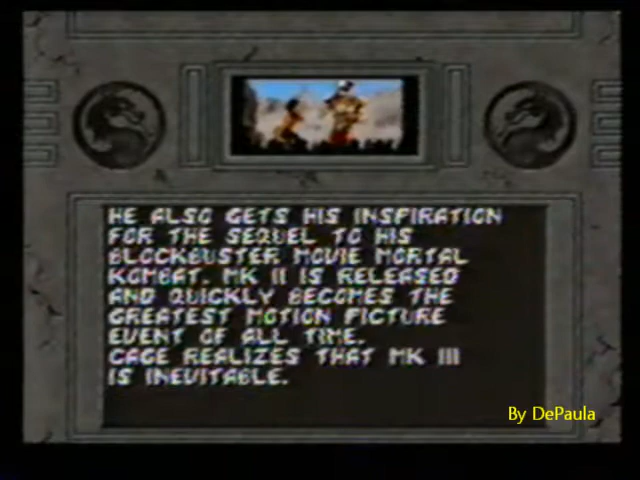 HE ALSO GETS HIS INSPIRATION
FOR THE SEQUEL TO HIS
BLOCKBUSTER MOVIE MORTAL
KOMBAT. MK II IS RELEASED
AND QUICKLY BECOMES THE
GREATEST MOTION PICTURE
EVENT OF ALL TIME.
CAGE REALIZES THAT MK III
IS INEVITABLE.
By DePaula